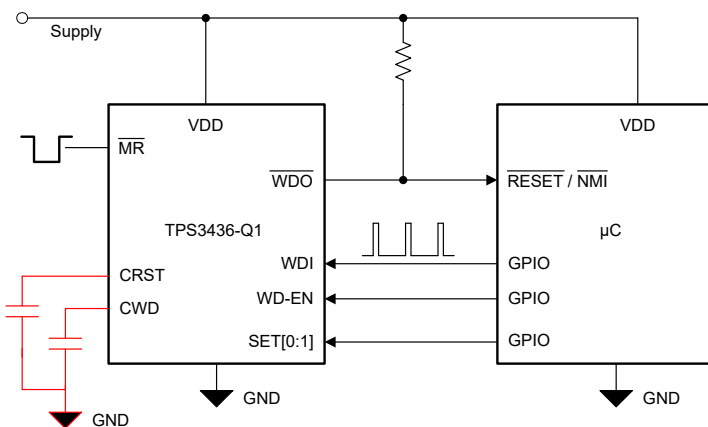 Supply
VDD
VDD
MR
WDO
RESET / NMI
TPS3436-Q1
µC
WDI
GPIO
CRST
WD-EN
GPIO
CWD
SET[0:1]
GPIO
GND
GND
GND